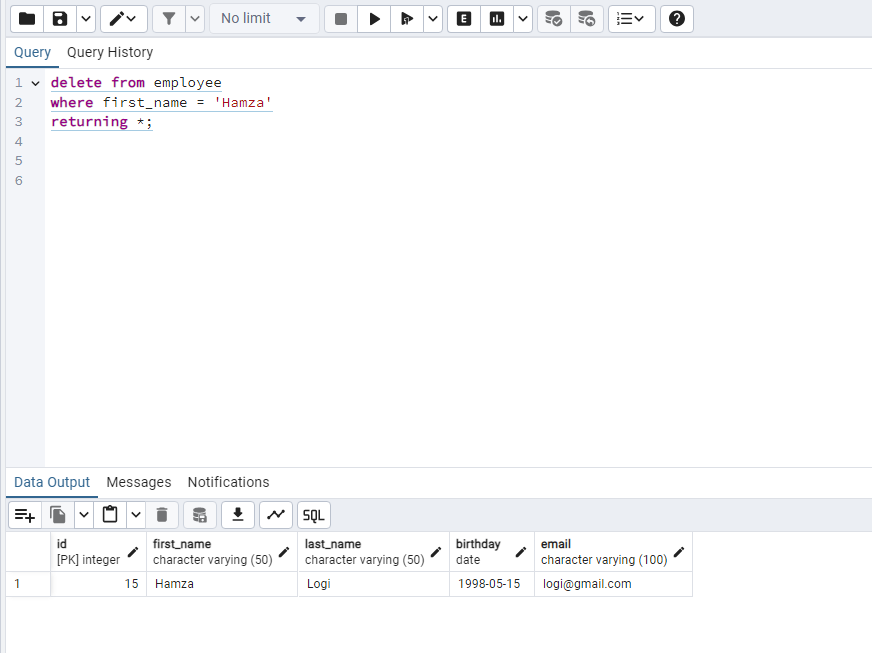 No limit
E
SQL
Query Query History
1 delete from employee
2 where first_name = 'Hamza'
3 returning *;
4
5
6
Data Output Messages Notifications
SQL
id first_name last_name birthday email
[PK] integer character varying (50) character varying (50) date character varying (100)
1 15 Hamza Logi 1998-05-15 logi@gmail.com